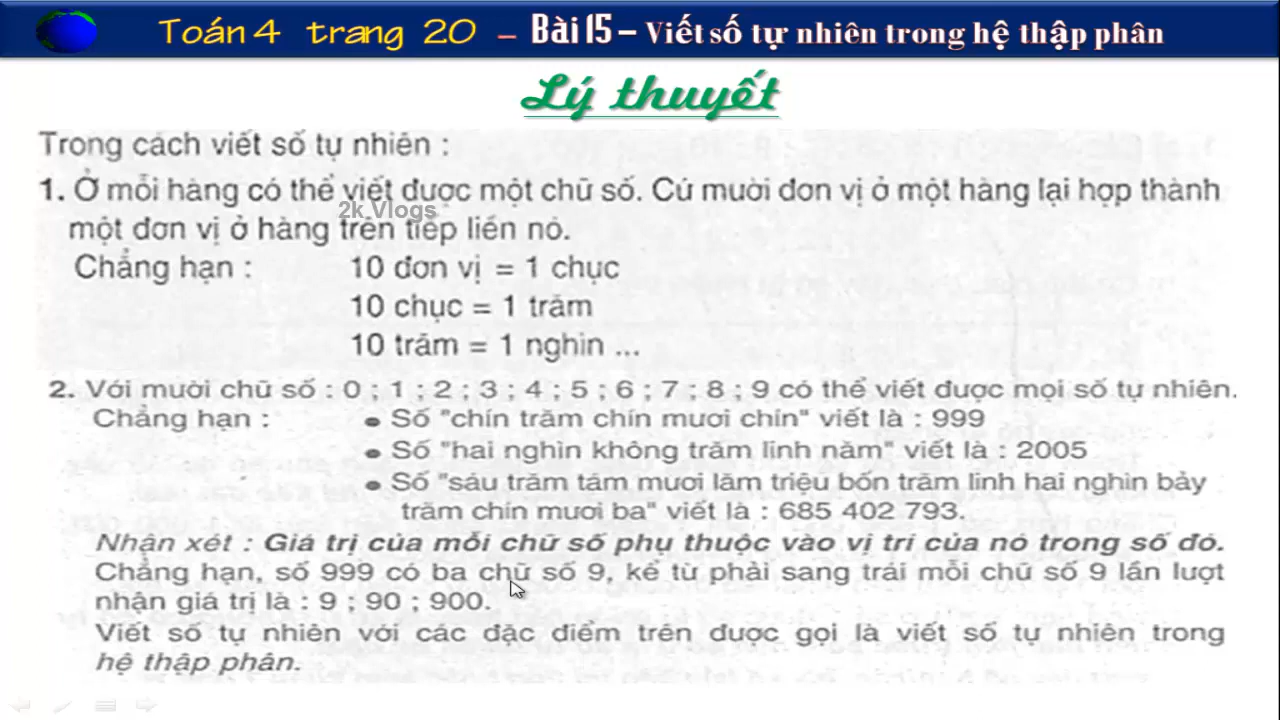 Toán 4 trang 20 – Bài 15 – Viết số tự nhiên trong hệ thập phân
Lý thuyết
Trong cách viết số tự nhiên :
1. Ở mỗi hàng có thể viết được một chữ số. Cứ mười đơn vị ở một hàng lại hợp thành
2k Vlogs
một đơn vị ở hàng trên tiếp liền nó.
Chẳng hạn : 10 đơn vị = 1 chục
10 chục = 1 trăm
10 trăm = 1 nghìn ...
2. Với mười chữ số : 0 ; 1 ; 2 ; 3 ; 4 ; 5 ; 6 ; 7 ; 8 ; 9 có thể viết được mọi số tự nhiên.
Chẳng hạn : • Số "chín trăm chín mươi chín" viết là : 999
• Số "hai nghìn không trăm linh năm" viết là : 2005
• Số "sáu trăm tám mươi lăm triệu bốn trăm linh hai nghìn bảy
trăm chín mươi ba" viết là : 685 402 793.
Nhận xét : Giá trị của mỗi chữ số phụ thuộc vào vị trí của nó trong số đó.
Chẳng hạn, số 999 có ba chữ số 9, kể từ phải sang trái mỗi chữ số 9 lần lượt
nhận giá trị là : 9 ; 90 ; 900.
Viết số tự nhiên với các đặc điểm trên được gọi là viết số tự nhiên trong
hệ thập phân.